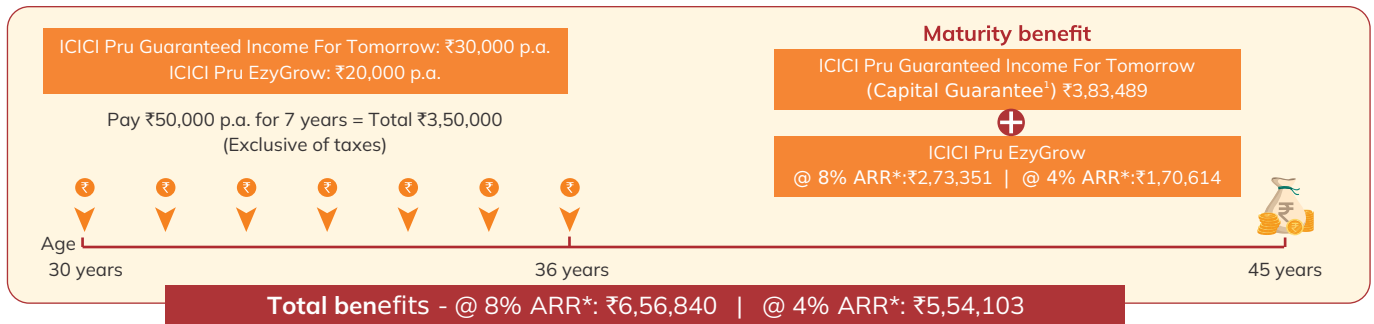 ICICI Pru Guaranteed Income For Tomorrow: ₹30,000 p.a.
ICICI Pru EzyGrow: ₹20,000 p.a.
Pay ₹50,000 p.a. for 7 years = Total ₹3,50,000
(Exclusive of taxes)
Maturity benefit
ICICI Pru Guaranteed Income For Tomorrow
(Capital Guarantee¹) ₹3,83,489
ICICI Pru EzyGrow
@ 8% ARR*:₹2,73,351 | @ 4% ARR*:₹1,70,614
₹ ₹ ₹ ₹ ₹ ₹ ₹
₹
₹
Age
30 years 36 years 45 years
Total benefits - @ 8% ARR*: ₹6,56,840 | @ 4% ARR*: ₹5,54,103